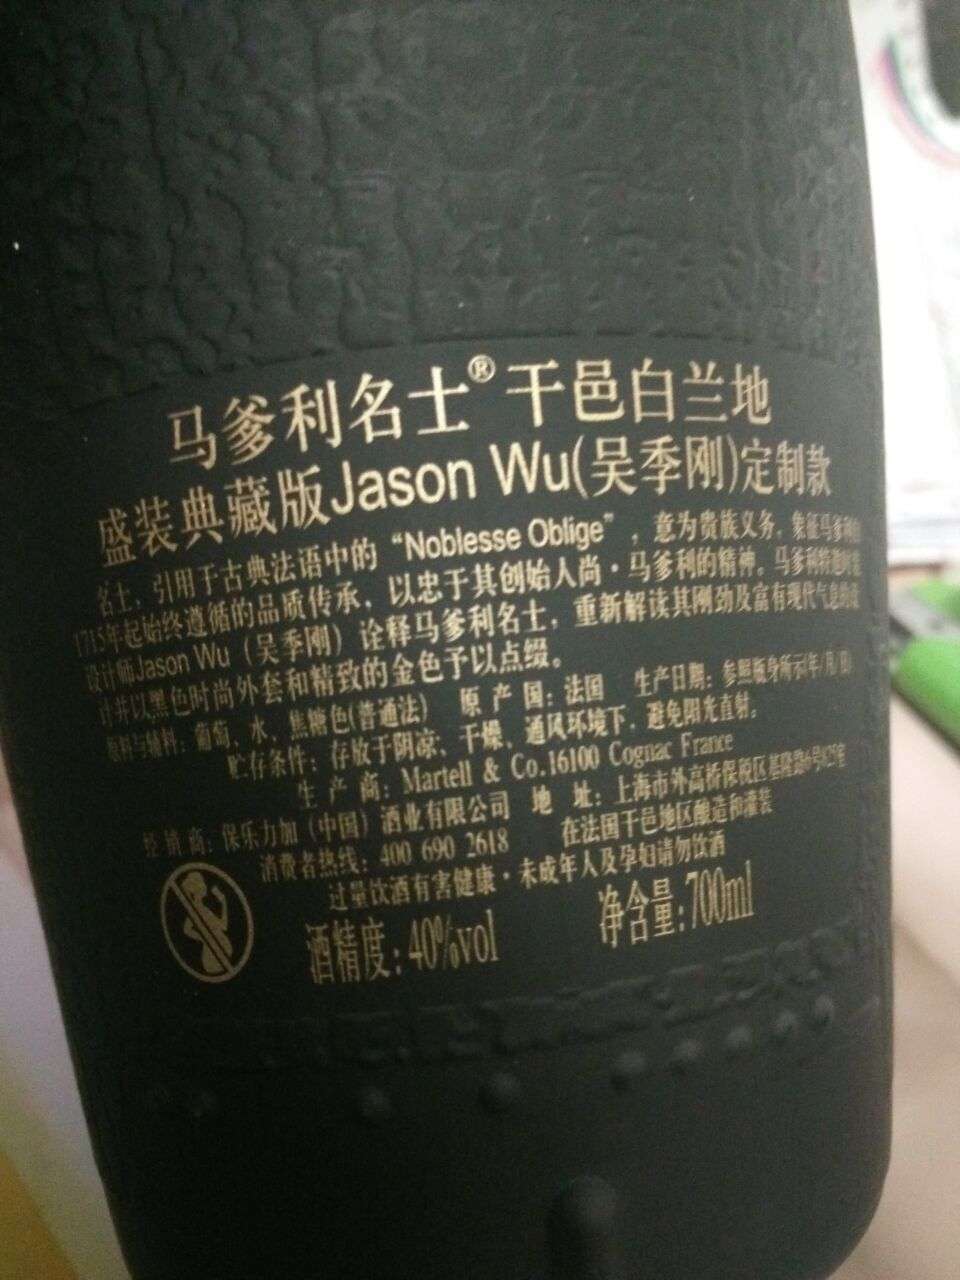 马爹利名士®干邑白兰地
盛装典藏版Jason Wu(吴季刚)定制款
名士，引用于古典法语中的“Noblesse Oblige”，意为贵族义务，象征马爹利
1715年起始终遵循的品质传承，以忠于其创始人尚·马爹利的精神。马爹利特邀时装
设计师Jason Wu（吴季刚）诠释马爹利名士，重新解读其刚劲及富有现代气息的设
计并以黑色时尚外套和精致的金色予以点缀。
原料与辅料：葡萄、水、焦糖色(普通法) 原产国：法国 生产日期：参照瓶身所示(年/月/日)
贮存条件：存放于阴凉、干燥、通风环境下，避免阳光直射。
生产商：Martell & Co.16100 Cognac France
经销商：保乐力加（中国）酒业有限公司 地址：上海市外高桥保税区基隆路6号
消费者热线：400 690 2618 在法国干邑地区酿造和灌装
过量饮酒有害健康·未成年人及孕妇请勿饮酒
酒精度：40%vol 净含量：700ml